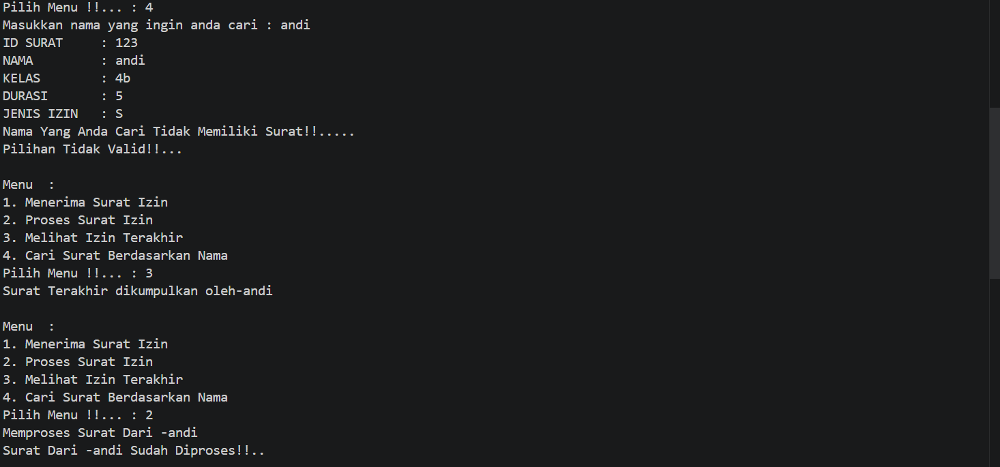 Pilih Menu !!... : 4
Masukkan nama yang ingin anda cari : andi
ID SURAT     : 123
NAMA         : andi
KELAS        : 4b
DURASI       : 5
JENIS IZIN   : S
Nama Yang Anda Cari Tidak Memiliki Surat!!.....
Pilihan Tidak Valid!!...

Menu  :
1. Menerima Surat Izin
2. Proses Surat Izin
3. Melihat Izin Terakhir
4. Cari Surat Berdasarkan Nama
Pilih Menu !!... : 3
Surat Terakhir dikumpulkan oleh-andi

Menu  :
1. Menerima Surat Izin
2. Proses Surat Izin
3. Melihat Izin Terakhir
4. Cari Surat Berdasarkan Nama
Pilih Menu !!... : 2
Memproses Surat Dari -andi
Surat Dari -andi Sudah Diproses!!..